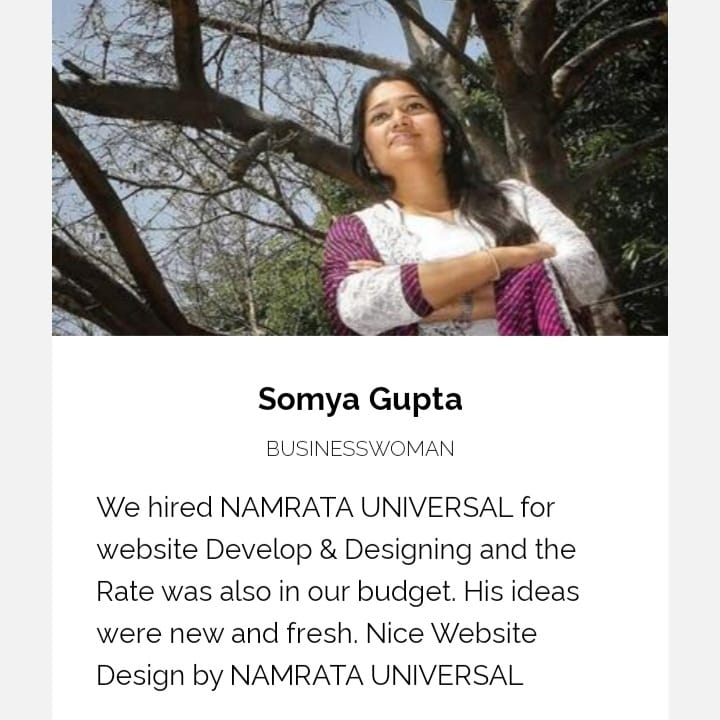 Somya Gupta
BUSINESSWOMAN
We hired NAMRATA UNIVERSAL for
website Develop & Designing and the
Rate was also in our budget. His ideas
were new and fresh. Nice Website
Design by NAMRATA UNIVERSAL